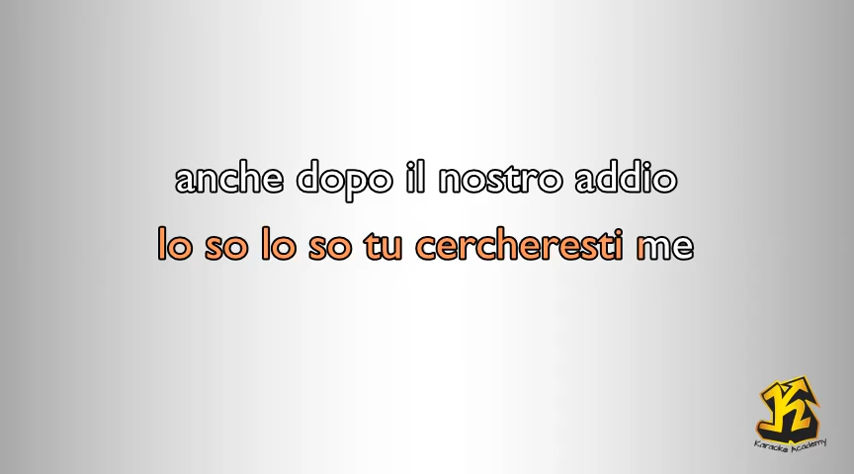 anche dopo il nostro addio
lo so lo so tu cercheresti me
K
Karaoke Academy